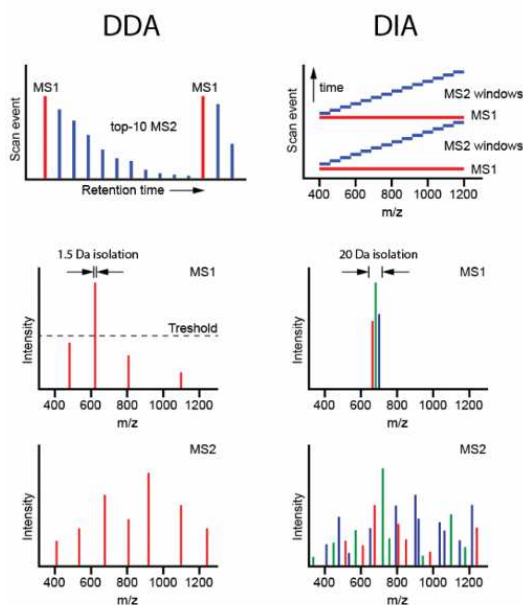 DDA
DIA
MS1
MS1
top-10 MS2
Scan event
Retention time
time
MS2 windows
MS1
MS2 windows
MS1
Scan event
400 600 800 1000 1200
m/z
1.5 Da isolation
MS1
Treshold
Intensity
400 600 800 1000 1200
m/z
20 Da isolation
MS1
Intensity
400 600 800 1000 1200
m/z
MS2
Intensity
400 600 800 1000 1200
m/z
MS2
Intensity
400 600 800 1000 1200
m/z